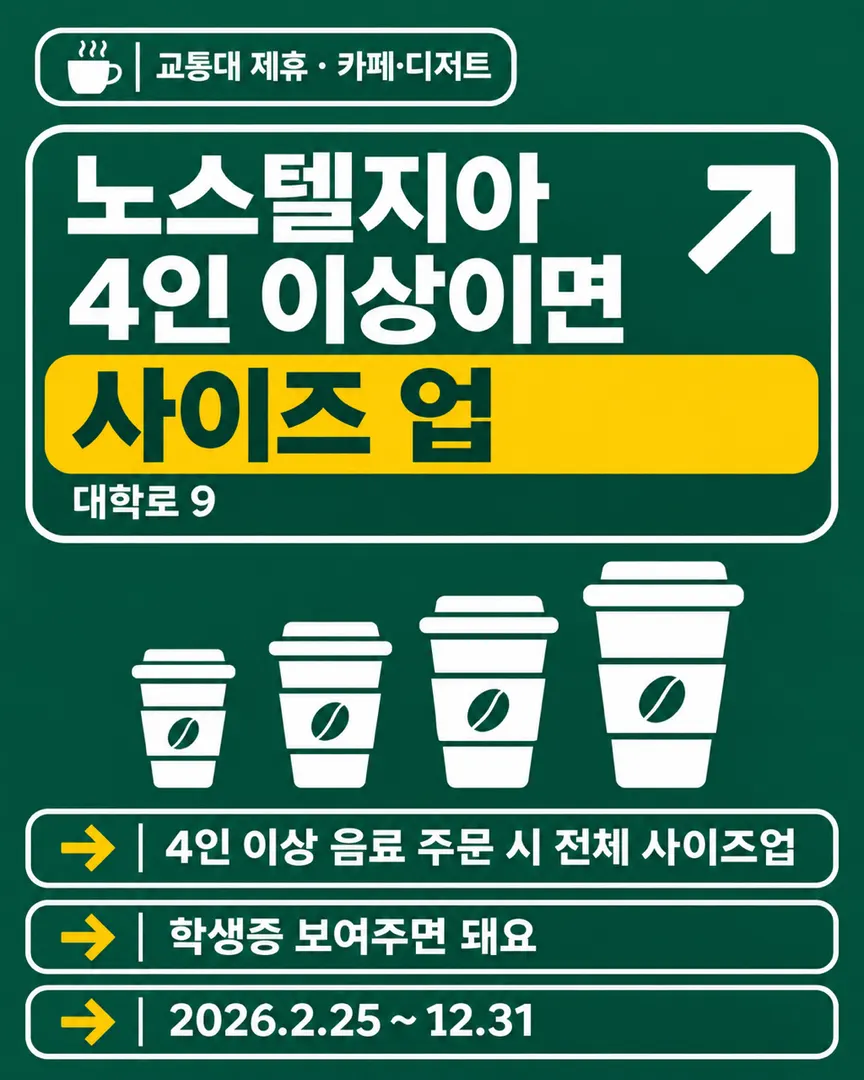 교통대 제휴 · 카페·디저트
노스텔지아
4인 이상이면
사이즈 업
대학로 9
4인 이상 음료 주문 시 전체 사이즈업
학생증 보여주면 돼요
2026.2.25 ~ 12.31